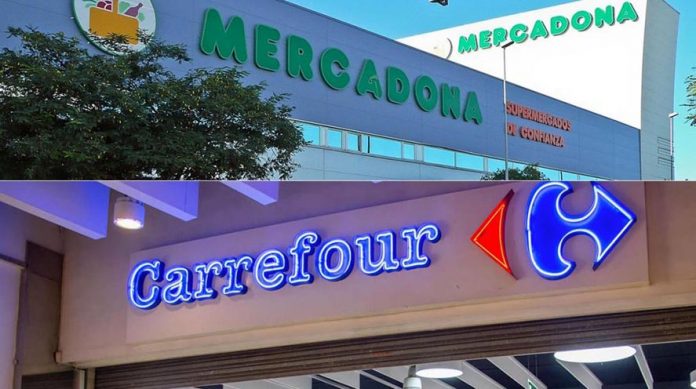 MERCADONA
MERCADONA
SUPERMERCADOS
DE CONFIANZA
Carrefour